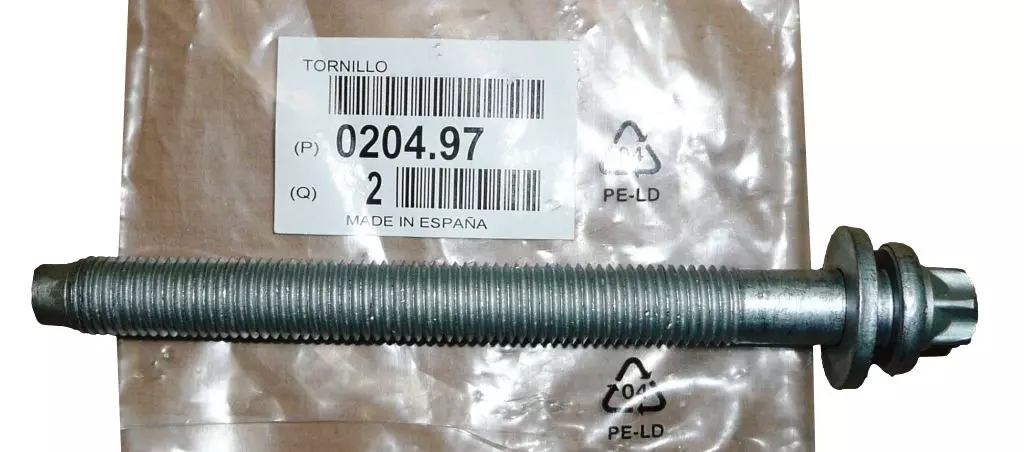 TORNILLO
(P) 0204.97
(Q) 2
MADE IN ESPAÑA
04
PE-LD
04
PE-LD